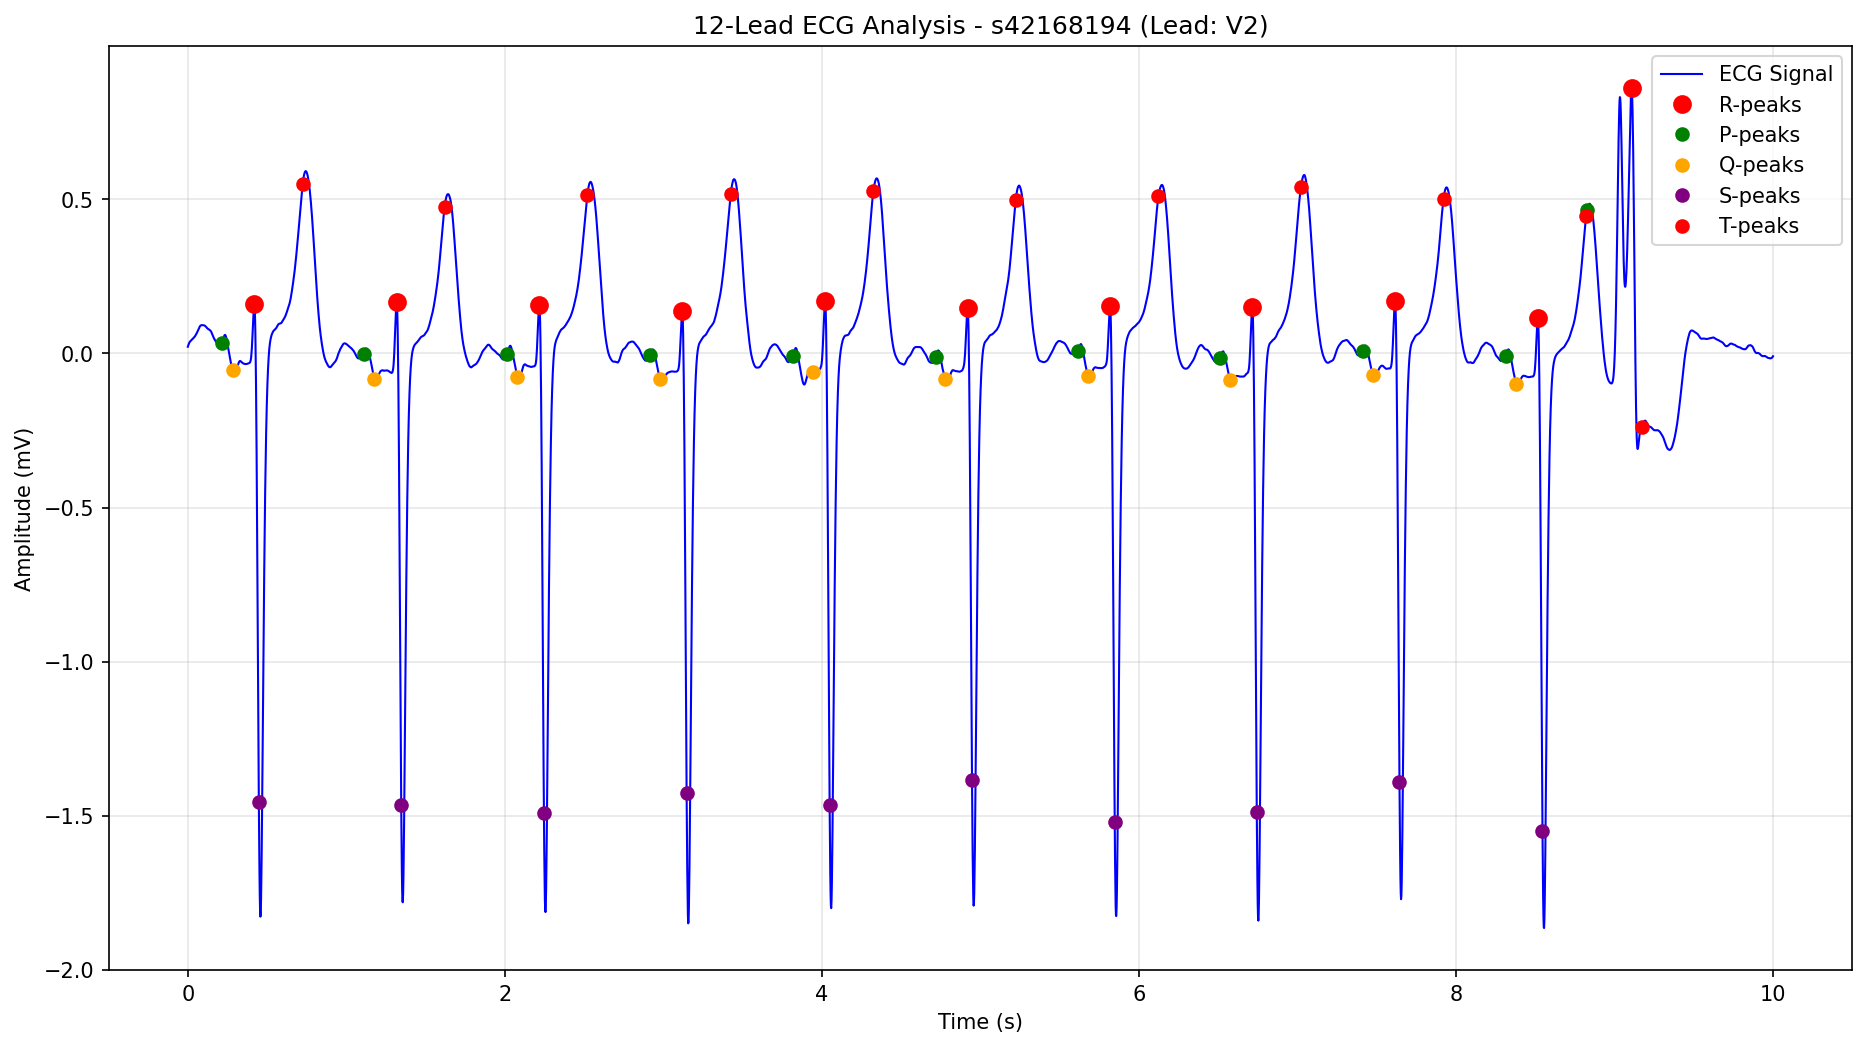 12-Lead ECG Analysis - s42168194 (Lead: V2)
ECG Signal
R-peaks
P-peaks
Q-peaks
S-peaks
T-peaks
Amplitude (mV)
0.5
0.0
−0.5
−1.0
−1.5
−2.0
0 2 4 6 8 10
Time (s)